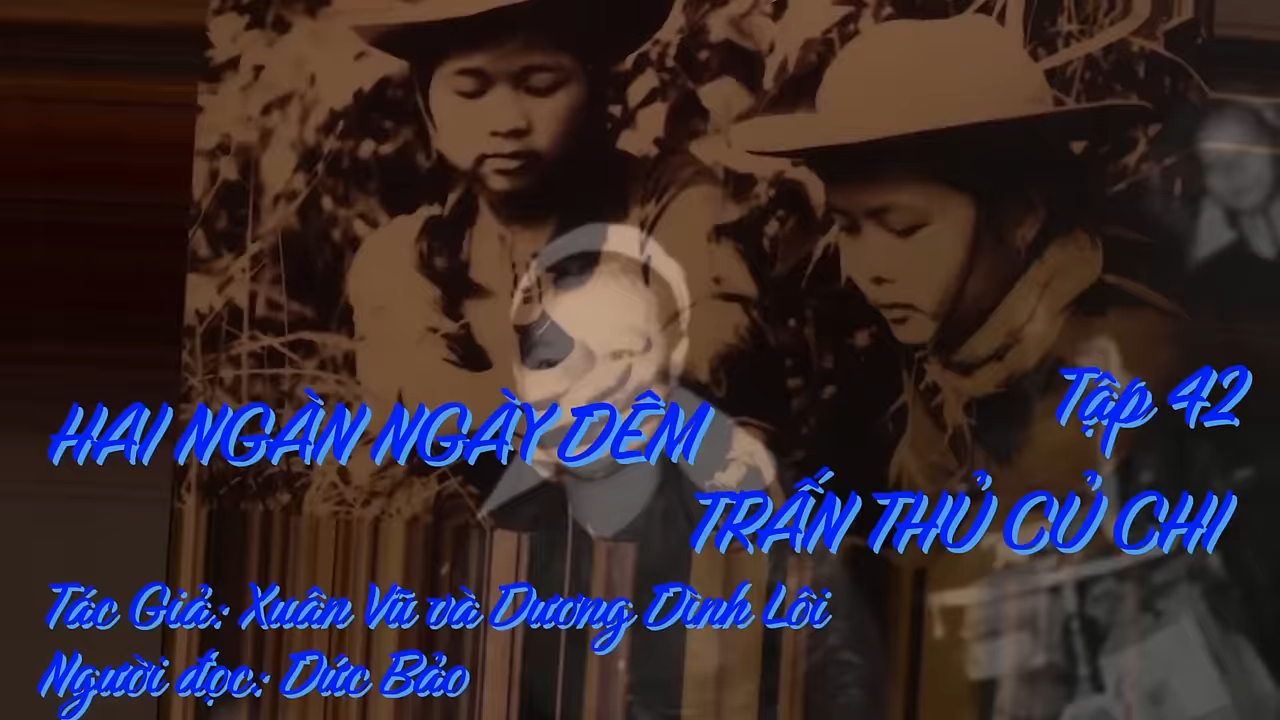 HAI NGÀN NGÀY ĐÊM
Tập 42
TRẤN THỦ CỦ CHI
Tác Giả: Xuân Vũ và Dương Đình Lôi
Người đọc: Đức Bảo